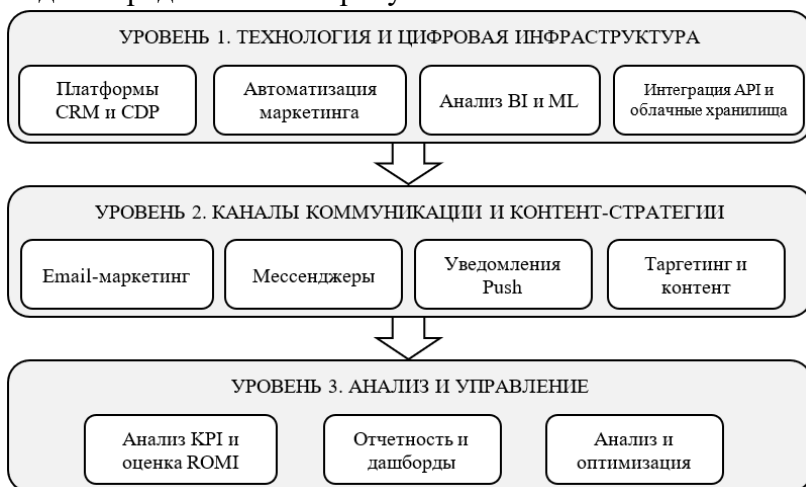 УРОВЕНЬ 1. ТЕХНОЛОГИЯ И ЦИФРОВАЯ ИНФРАСТРУКТУРА
Платформы
CRM и CDP
Автоматизация
маркетинга
Анализ BI и ML
Интеграция API и
облачные хранилища
УРОВЕНЬ 2. КАНАЛЫ КОММУНИКАЦИИ И КОНТЕНТ-СТРАТЕГИИ
Email-маркетинг
Мессенджеры
Уведомления
Push
Таргетинг и
контент
УРОВЕНЬ 3. АНАЛИЗ И УПРАВЛЕНИЕ
Анализ KPI и
оценка ROMI
Отчетность и
дашборды
Анализ и
оптимизация